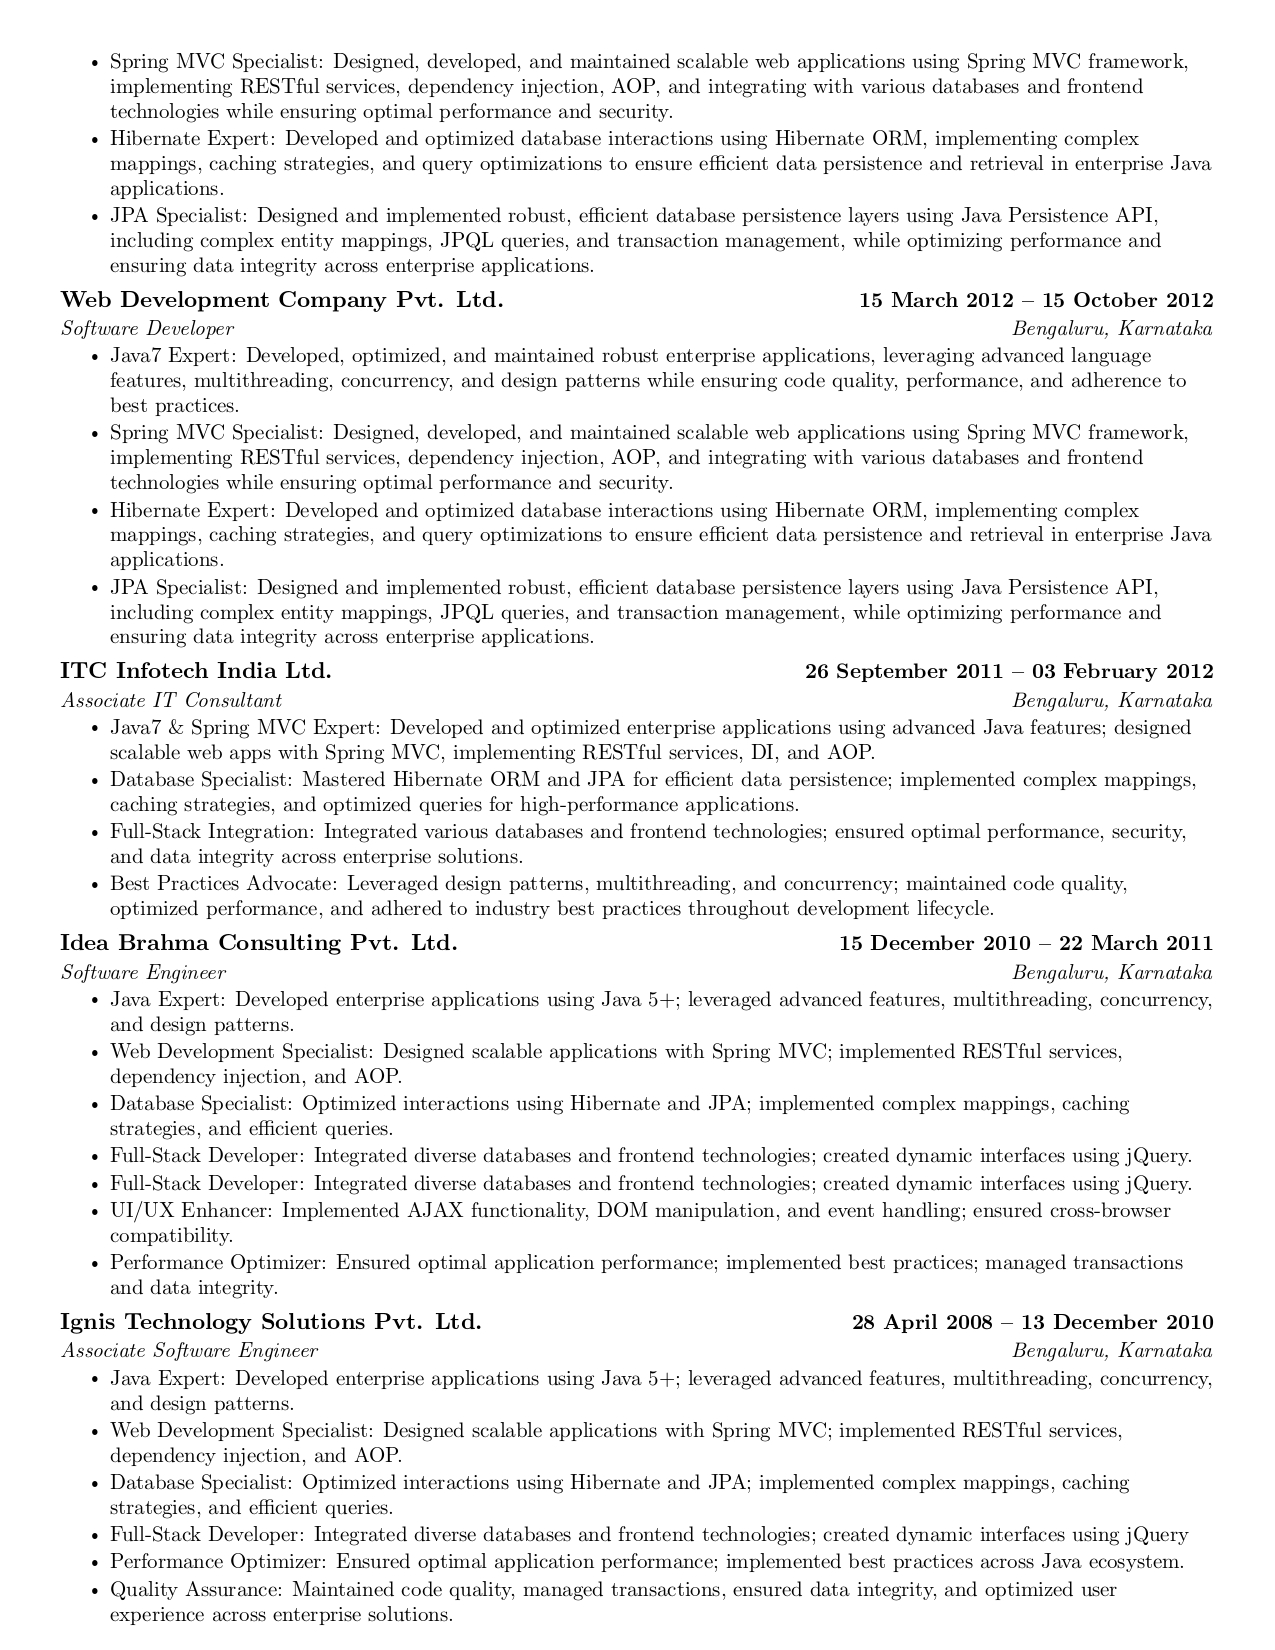 • Spring MVC Specialist: Designed, developed, and maintained scalable web applications using Spring MVC framework,
implementing RESTful services, dependency injection, AOP, and integrating with various databases and frontend
technologies while ensuring optimal performance and security.
• Hibernate Expert: Developed and optimized database interactions using Hibernate ORM, implementing complex
mappings, caching strategies, and query optimizations to ensure efficient data persistence and retrieval in enterprise Java
applications.
• JPA Specialist: Designed and implemented robust, efficient database persistence layers using Java Persistence API,
including complex entity mappings, JPQL queries, and transaction management, while optimizing performance and
ensuring data integrity across enterprise applications.
Web Development Company Pvt. Ltd. 15 March 2012 – 15 October 2012
Software Developer Bengaluru, Karnataka
• Java7 Expert: Developed, optimized, and maintained robust enterprise applications, leveraging advanced language
features, multithreading, concurrency, and design patterns while ensuring code quality, performance, and adherence to
best practices.
• Spring MVC Specialist: Designed, developed, and maintained scalable web applications using Spring MVC framework,
implementing RESTful services, dependency injection, AOP, and integrating with various databases and frontend
technologies while ensuring optimal performance and security.
• Hibernate Expert: Developed and optimized database interactions using Hibernate ORM, implementing complex
mappings, caching strategies, and query optimizations to ensure efficient data persistence and retrieval in enterprise Java
applications.
• JPA Specialist: Designed and implemented robust, efficient database persistence layers using Java Persistence API,
including complex entity mappings, JPQL queries, and transaction management, while optimizing performance and
ensuring data integrity across enterprise applications.
ITC Infotech India Ltd. 26 September 2011 – 03 February 2012
Associate IT Consultant Bengaluru, Karnataka
• Java7 & Spring MVC Expert: Developed and optimized enterprise applications using advanced Java features; designed
scalable web apps with Spring MVC, implementing RESTful services, DI, and AOP.
• Database Specialist: Mastered Hibernate ORM and JPA for efficient data persistence; implemented complex mappings,
caching strategies, and optimized queries for high-performance applications.
• Full-Stack Integration: Integrated various databases and frontend technologies; ensured optimal performance, security,
and data integrity across enterprise solutions.
• Best Practices Advocate: Leveraged design patterns, multithreading, and concurrency; maintained code quality,
optimized performance, and adhered to industry best practices throughout development lifecycle.
Idea Brahma Consulting Pvt. Ltd. 15 December 2010 – 22 March 2011
Software Engineer Bengaluru, Karnataka
• Java Expert: Developed enterprise applications using Java 5+; leveraged advanced features, multithreading, concurrency,
and design patterns.
• Web Development Specialist: Designed scalable applications with Spring MVC; implemented RESTful services,
dependency injection, and AOP.
• Database Specialist: Optimized interactions using Hibernate and JPA; implemented complex mappings, caching
strategies, and efficient queries.
• Full-Stack Developer: Integrated diverse databases and frontend technologies; created dynamic interfaces using jQuery.
• Full-Stack Developer: Integrated diverse databases and frontend technologies; created dynamic interfaces using jQuery.
• UI/UX Enhancer: Implemented AJAX functionality, DOM manipulation, and event handling; ensured cross-browser
compatibility.
• Performance Optimizer: Ensured optimal application performance; implemented best practices; managed transactions
and data integrity.
Ignis Technology Solutions Pvt. Ltd. 28 April 2008 – 13 December 2010
Associate Software Engineer Bengaluru, Karnataka
• Java Expert: Developed enterprise applications using Java 5+; leveraged advanced features, multithreading, concurrency,
and design patterns.
• Web Development Specialist: Designed scalable applications with Spring MVC; implemented RESTful services,
dependency injection, and AOP.
• Database Specialist: Optimized interactions using Hibernate and JPA; implemented complex mappings, caching
strategies, and efficient queries.
• Full-Stack Developer: Integrated diverse databases and frontend technologies; created dynamic interfaces using jQuery
• Performance Optimizer: Ensured optimal application performance; implemented best practices across Java ecosystem.
• Quality Assurance: Maintained code quality, managed transactions, ensured data integrity, and optimized user
experience across enterprise solutions.